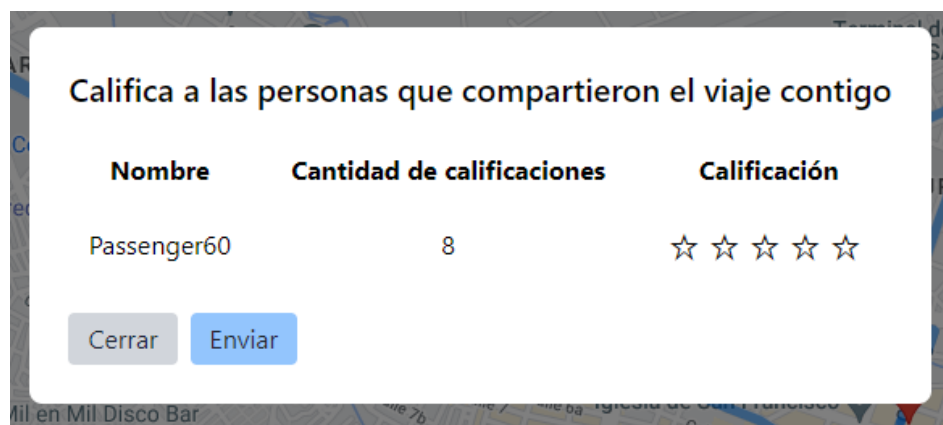 Califica a las personas que compartieron el viaje contigo
Nombre Cantidad de calificaciones Calificación
Passenger60 8
Cerrar Enviar
Mil en Mil Disco Bar
Iglesia de San Francisco